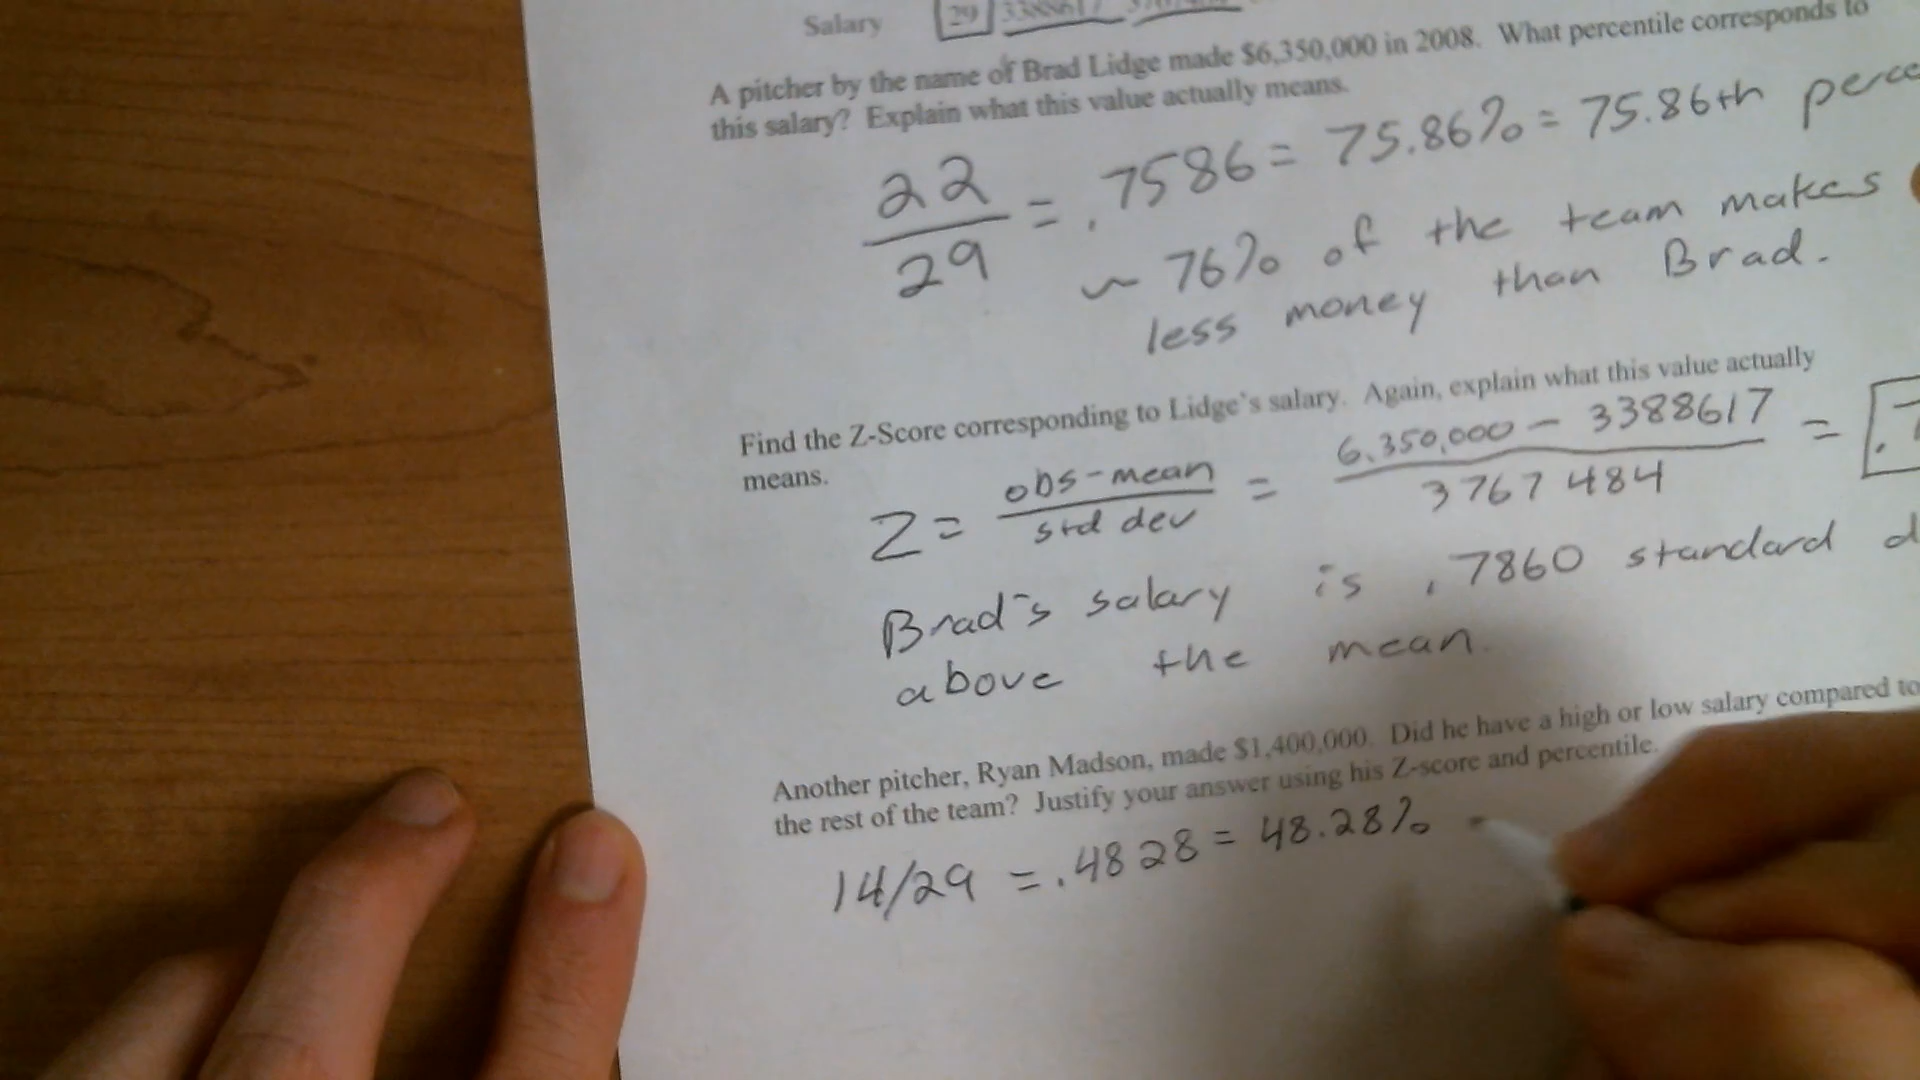 Salary 29 3388617
A pitcher by the name of Brad Lidge made $6,350,000 in 2008. What percentile corresponds to
this salary? Explain what this value actually means.
22/29 = .7586 = 75.86% = 75.86th perce
~ 76% of the team makes
less money than Brad.
Find the Z-Score corresponding to Lidge's salary. Again, explain what this value actually
means.
Z = obs-mean/std dev = 6,350,000 - 3388617/3767484 = .7
Brad's salary is .7860 standard d
above the mean.
Another pitcher, Ryan Madson, made $1,400,000. Did he have a high or low salary compared to
the rest of the team? Justify your answer using his Z-score and percentile.
14/29 = .4828 = 48.28% -